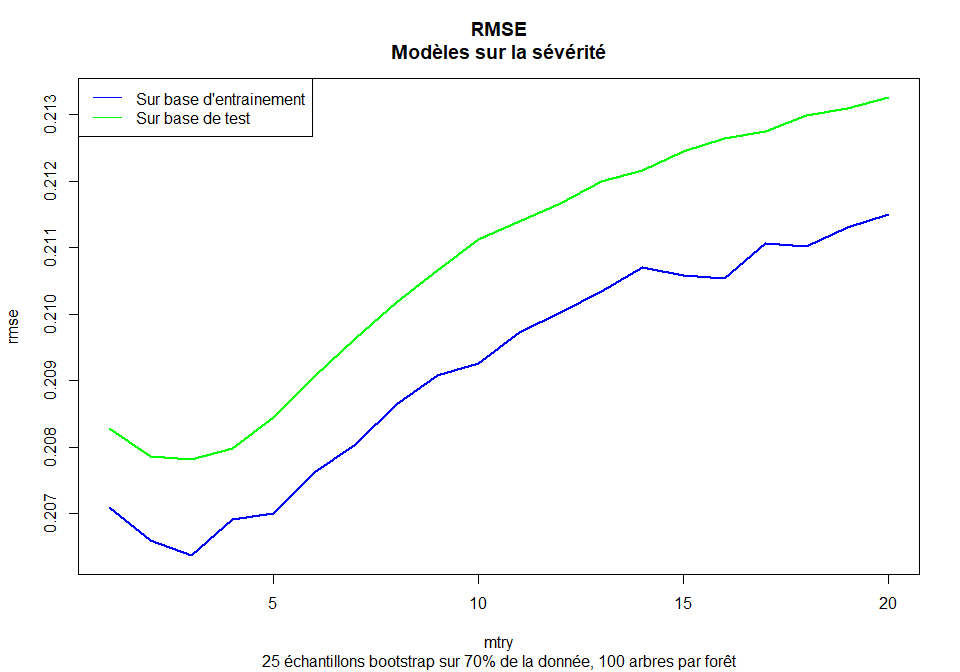 RMSE
Modèles sur la sévérité
Sur base d'entrainement
Sur base de test
rmse
0.213
0.212
0.211
0.210
0.209
0.208
0.207
5 10 15 20
mtry
25 échantillons bootstrap sur 70% de la donnée, 100 arbres par forêt